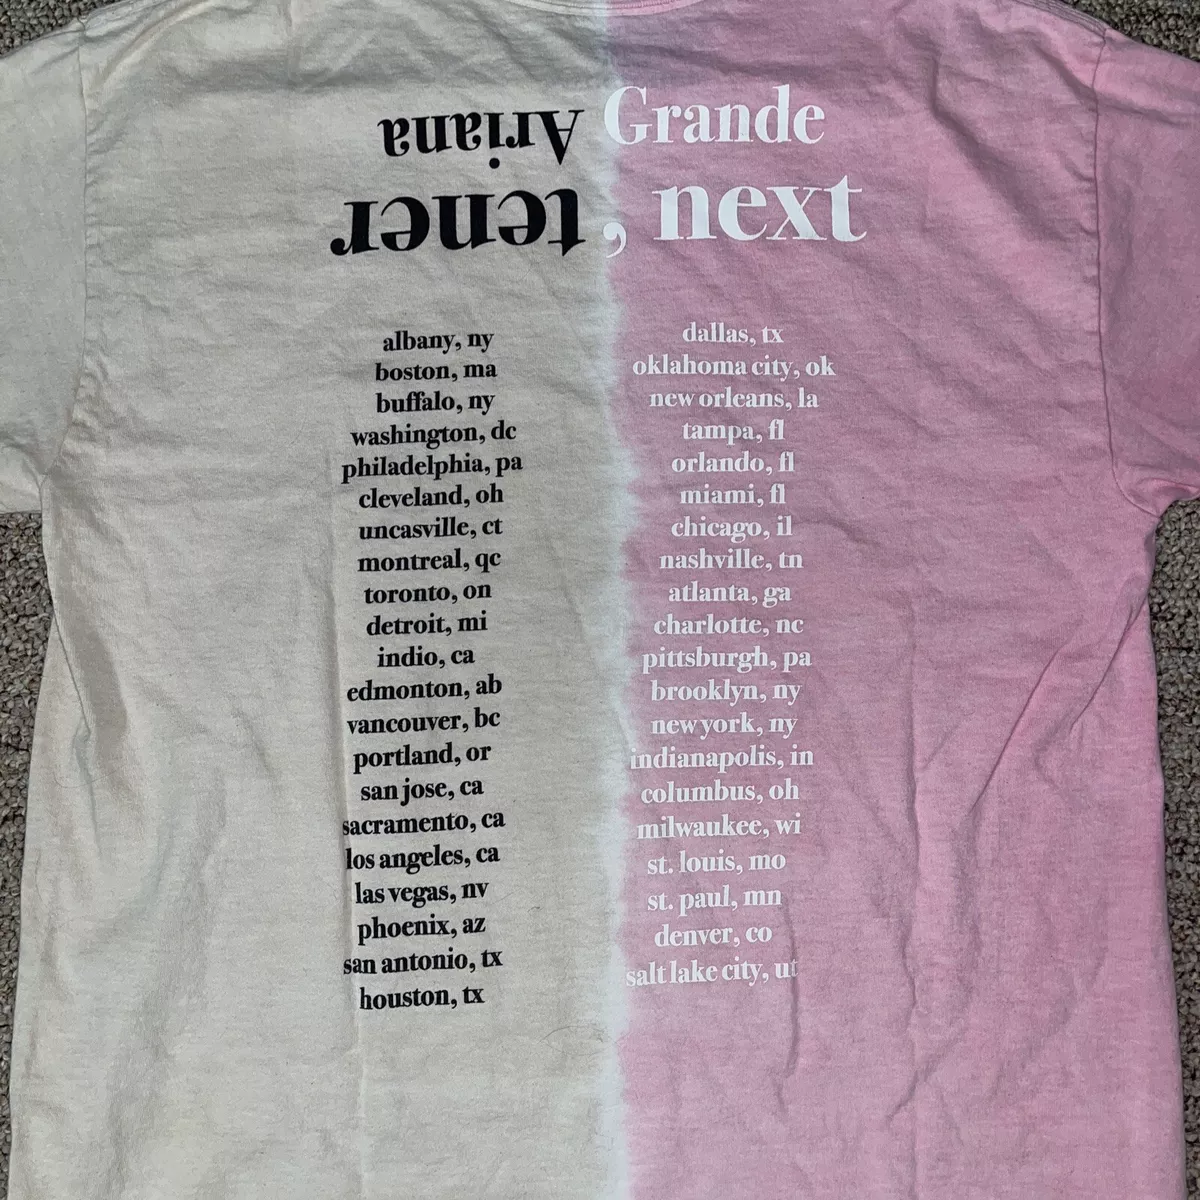 Ariana Grande
tener , next
albany, ny
boston, ma
buffalo, ny
washington, dc
philadelphia, pa
cleveland, oh
uncasville, ct
montreal, qc
toronto, on
detroit, mi
indio, ca
edmonton, ab
vancouver, bc
portland, or
san jose, ca
sacramento, ca
los angeles, ca
las vegas, nv
phoenix, az
san antonio, tx
houston, tx
dallas, tx
oklahoma city, ok
new orleans, la
tampa, fl
orlando, fl
miami, fl
chicago, il
nashville, tn
atlanta, ga
charlotte, nc
pittsburgh, pa
brooklyn, ny
new york, ny
indianapolis, in
columbus, oh
milwaukee, wi
st. louis, mo
st. paul, mn
denver, co
salt lake city, ut